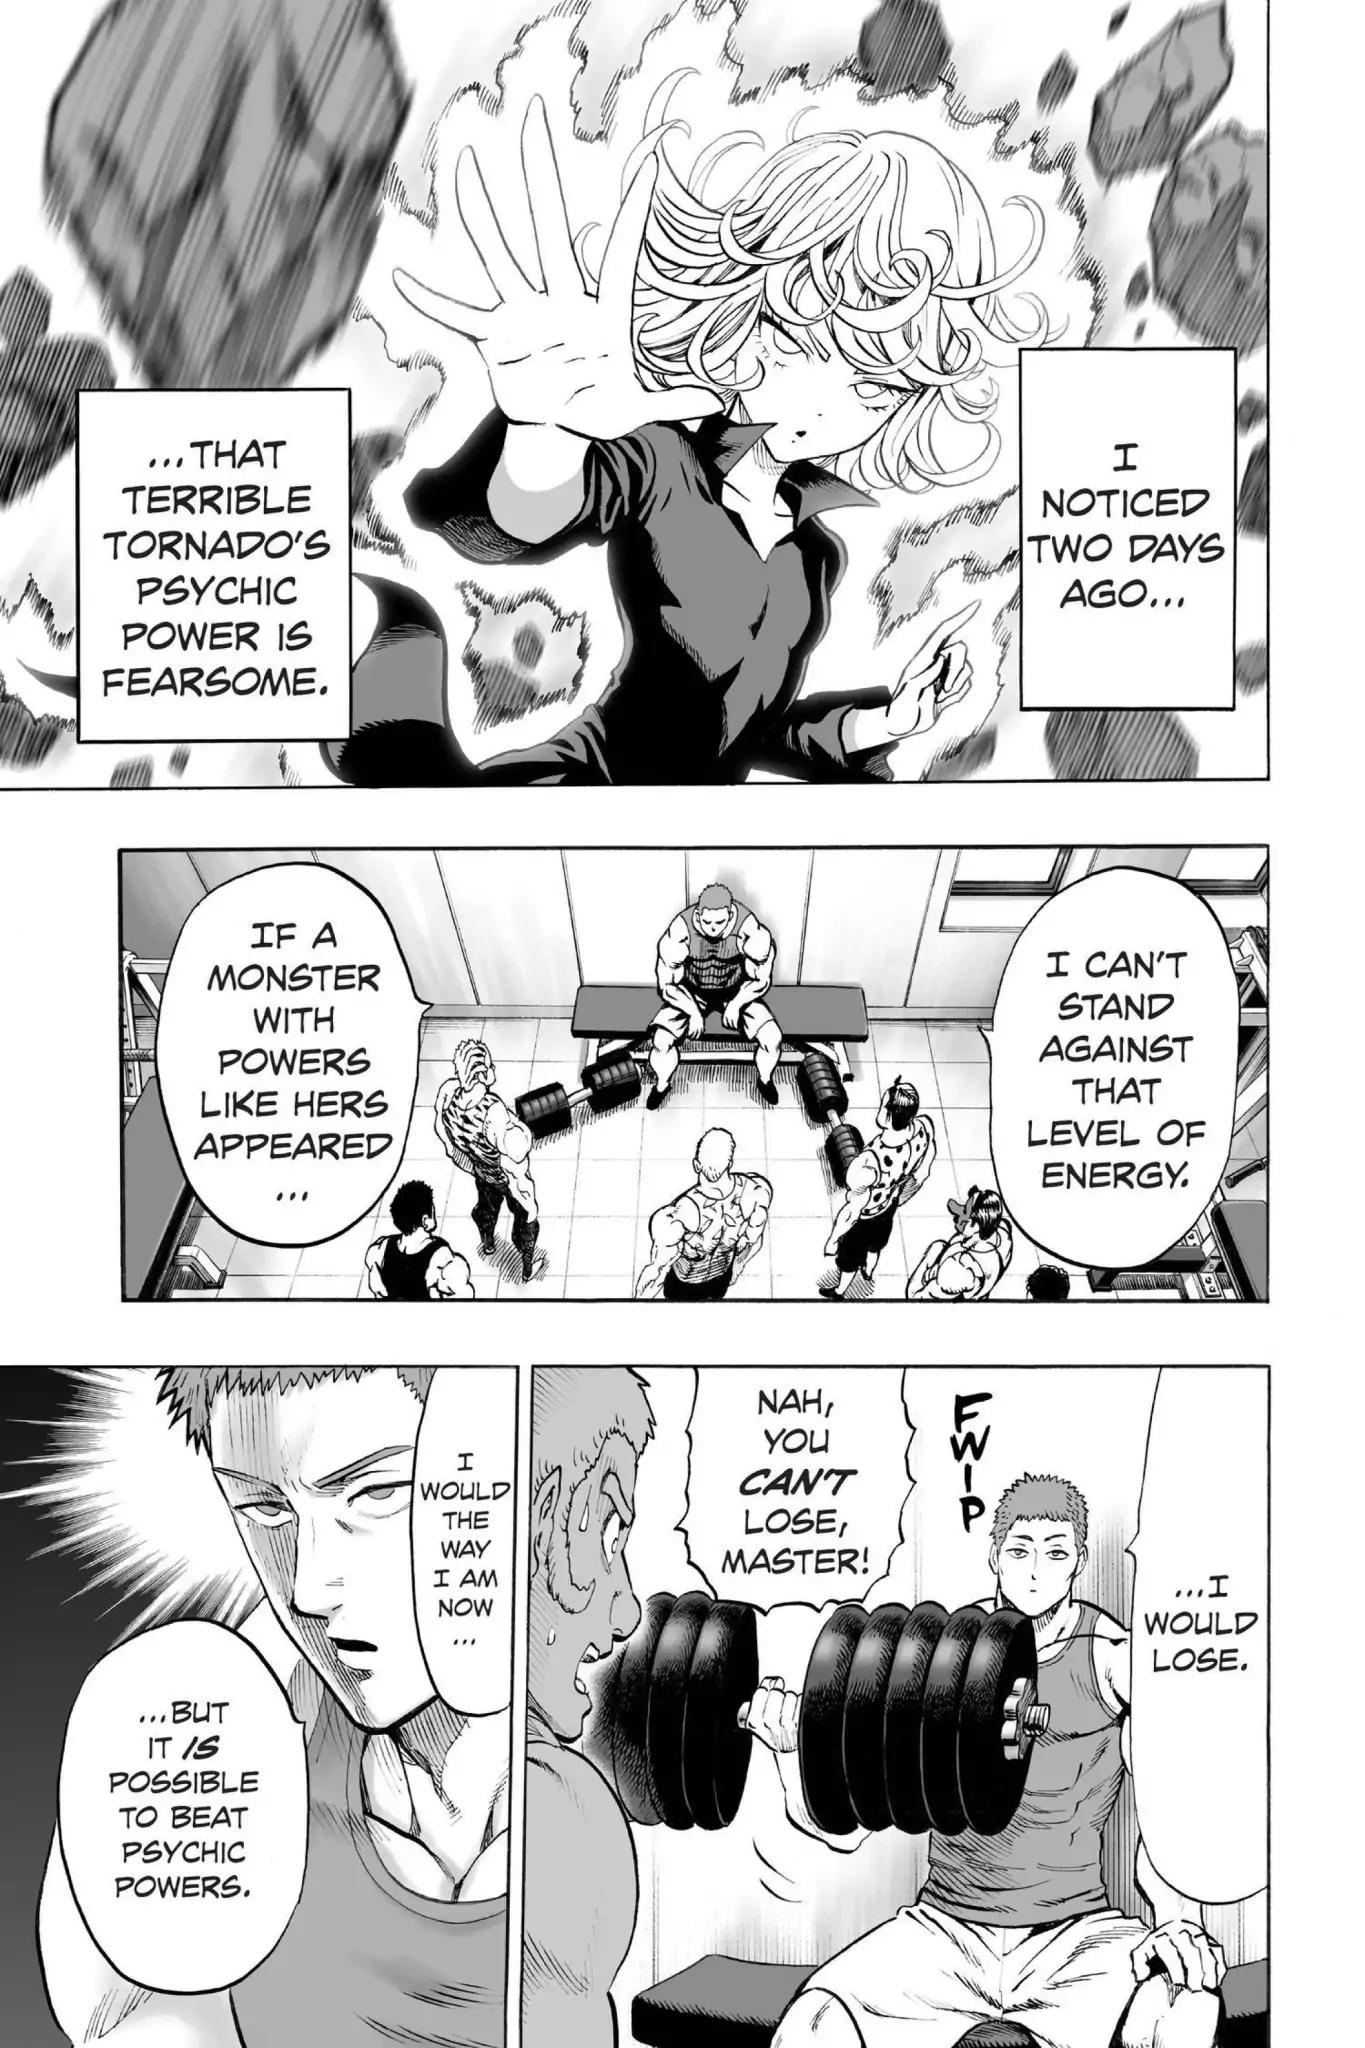 I
NOTICED
TWO DAYS
AGO...
...THAT
TERRIBLE
TORNADO'S
PSYCHIC
POWER IS
FEARSOME.
I CAN'T
STAND
AGAINST
THAT
LEVEL OF
ENERGY.
IF A
MONSTER
WITH
POWERS
LIKE HERS
APPEARED
...
...I
WOULD
LOSE.
FWIP
NAH,
YOU
CAN'T
LOSE,
MASTER!
I
WOULD
THE
WAY
I AM
NOW
...
...BUT
IT IS
POSSIBLE
TO BEAT
PSYCHIC
POWERS.